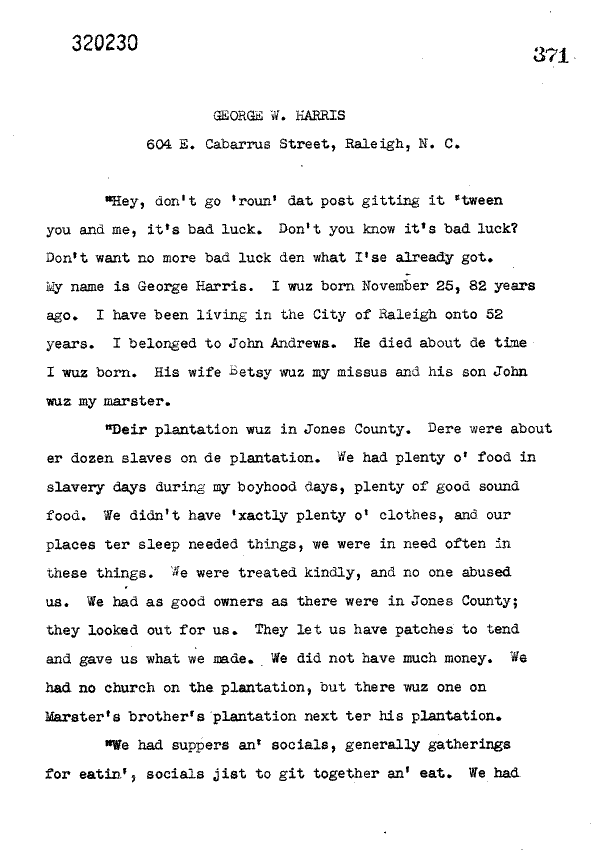 320230
371
GEORGE W. HARRIS
604 E. Cabarrus Street, Raleigh, N. C.
"Hey, don't go 'roun' dat post gitting it 'tween
you and me, it's bad luck. Don't you know it's bad luck?
Don't want no more bad luck den what I'se already got.
My name is George Harris. I wuz born November 25, 82 years
ago. I have been living in the City of Raleigh onto 52
years. I belonged to John Andrews. He died about de time
I wuz born. His wife Betsy wuz my missus and his son John
wuz my marster.
"Deir plantation wuz in Jones County. Dere were about
er dozen slaves on de plantation. We had plenty o' food in
slavery days during my boyhood days, plenty of good sound
food. We didn't have 'xactly plenty o' clothes, and our
places ter sleep needed things, we were in need often in
these things. We were treated kindly, and no one abused
us. We had as good owners as there were in Jones County;
they looked out for us. They let us have patches to tend
and gave us what we made. We did not have much money. We
had no church on the plantation, but there wuz one on
Marster's brother's plantation next ter his plantation.
"We had suppers an' socials, generally gatherings
for eatin', socials jist to git together an' eat. We had